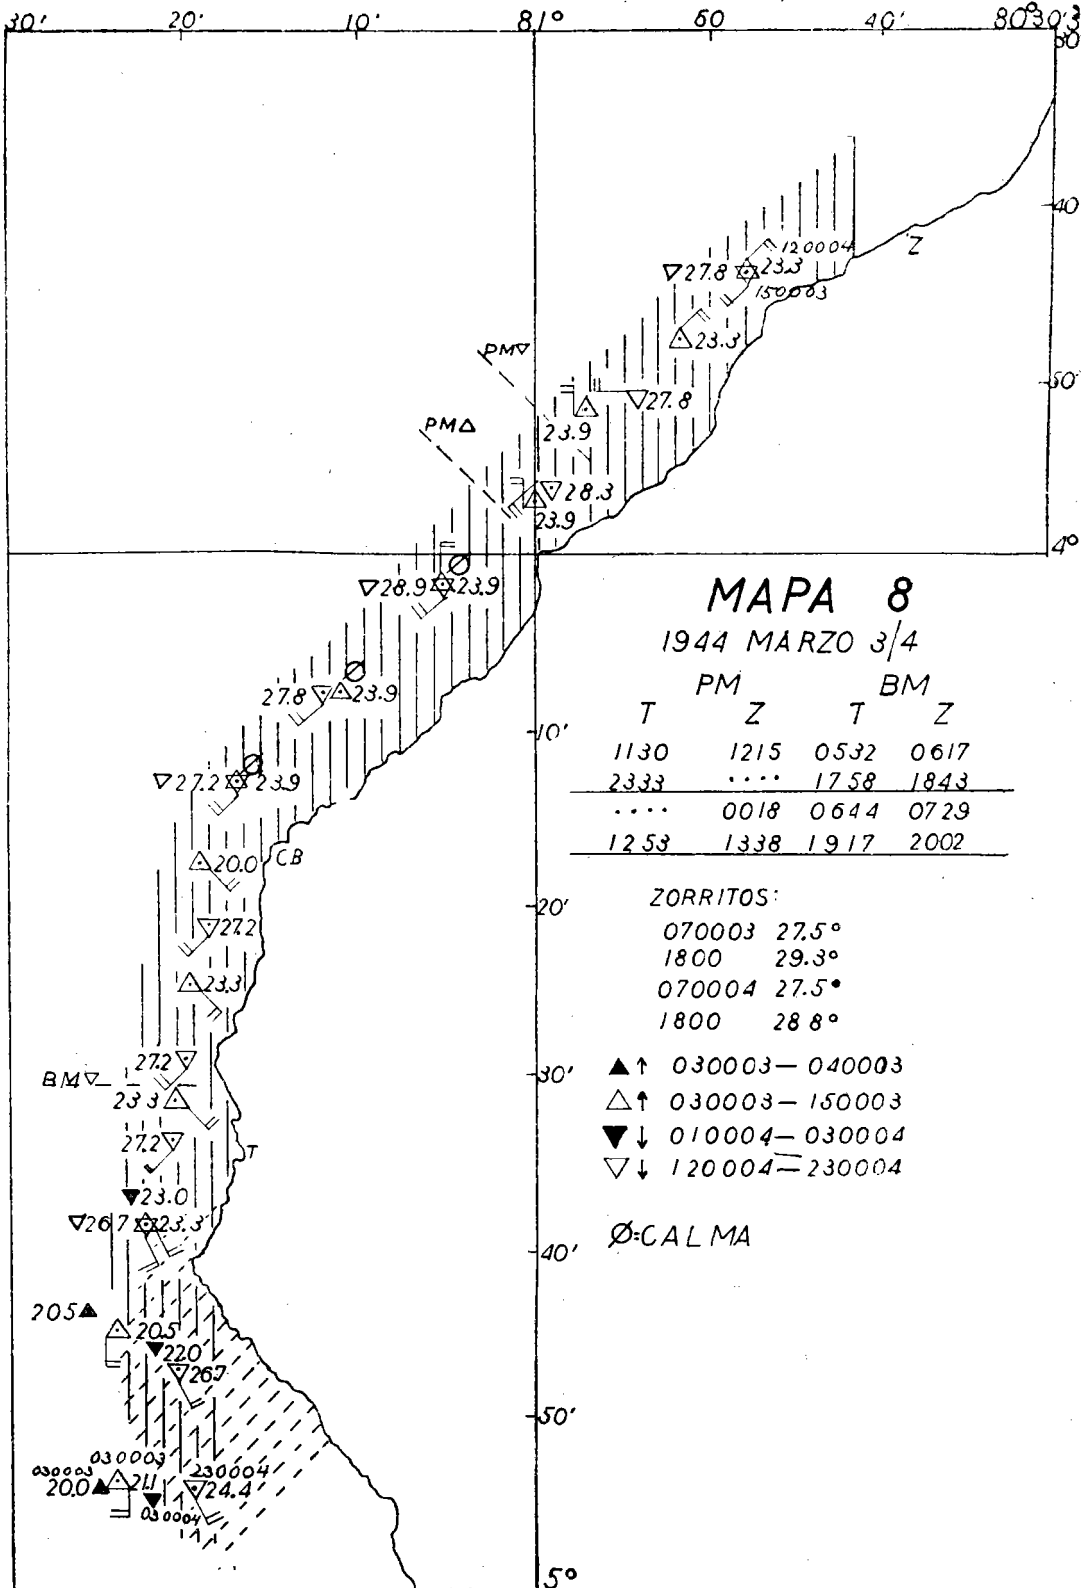 30' 20' 10' 81° 50' 40' 80°30'3
30
40
Z
120004
▽27.8 23.3
150003
23.3
PM▽
50'
27.8
23.9
PM△
28.3
23.9
4°
▽28.9 23.9
MAPA 8
1944 MARZO 3/4
PM BM
T Z T Z
1130 1215 0532 0617
2333 .... 1758 1843
.... 0018 0644 0729
1253 1338 1917 2002
27.8 23.9
10'
▽27.2 23.9
CB
20.0
20'
27.2
23.3
ZORRITOS:
070003 27.5°
1800 29.3°
070004 27.5°
1800 28.8°
27.2
BM▽
23.3
30'
▲↑ 030003—040003
△↑ 030003—150003
▼↓ 010004—030004
▽↓ 120004—230004
27.2
T
▼23.0
▽26.7 23.3
40'
Ø=CALMA
20.5▲
20.5
22.0
26.7
50'
030003 030003 230004
20.0▲ 21.1 24.4
030004
5°